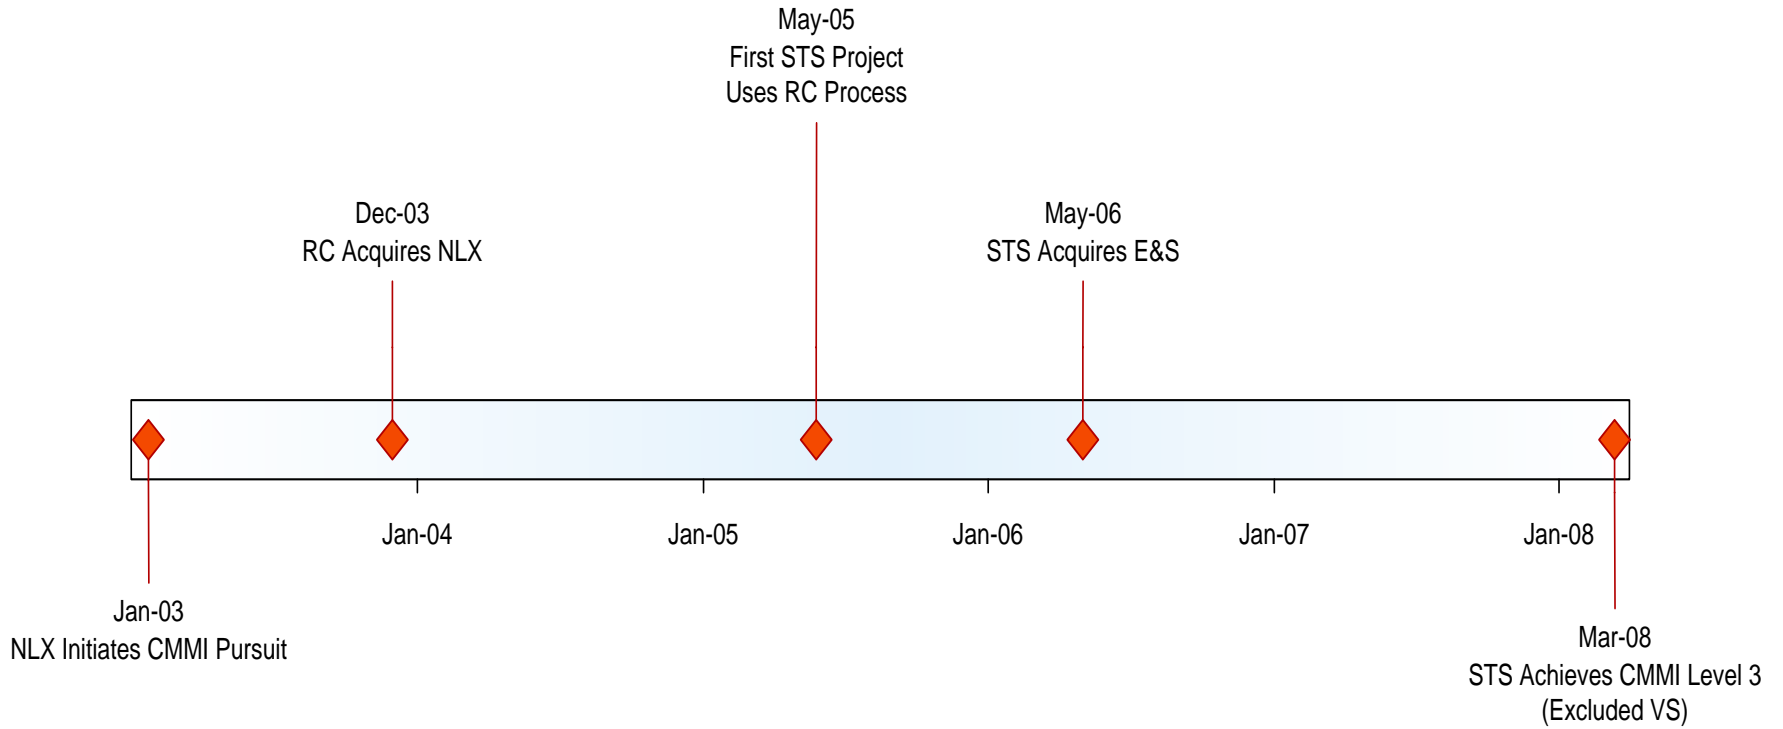 May-05
First STS Project
Uses RC Process
Dec-03
RC Acquires NLX
May-06
STS Acquires E&S
Jan-04
Jan-05
Jan-06
Jan-07
Jan-08
Jan-03
NLX Initiates CMMI Pursuit
Mar-08
STS Achieves CMMI Level 3
(Excluded VS)